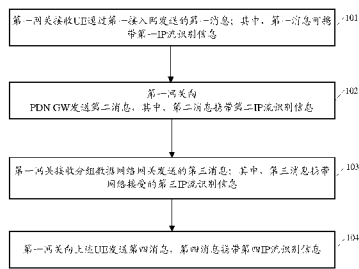 第一网关接收UE通过第一接入网发送的第一消息；其中，第一消息可携
带第一IP流识别信息
101
第一网关向
PDN GW发送第二消息，其中，第二消息携带第二IP流识别信息
102
第一网关接收分组数据网络网关发送的第三消息；其中，第三消息携带
网络接受的第三IP流识别信息
103
第一网关向上述UE发送第四消息，第四消息携带第四IP流识别信息
104